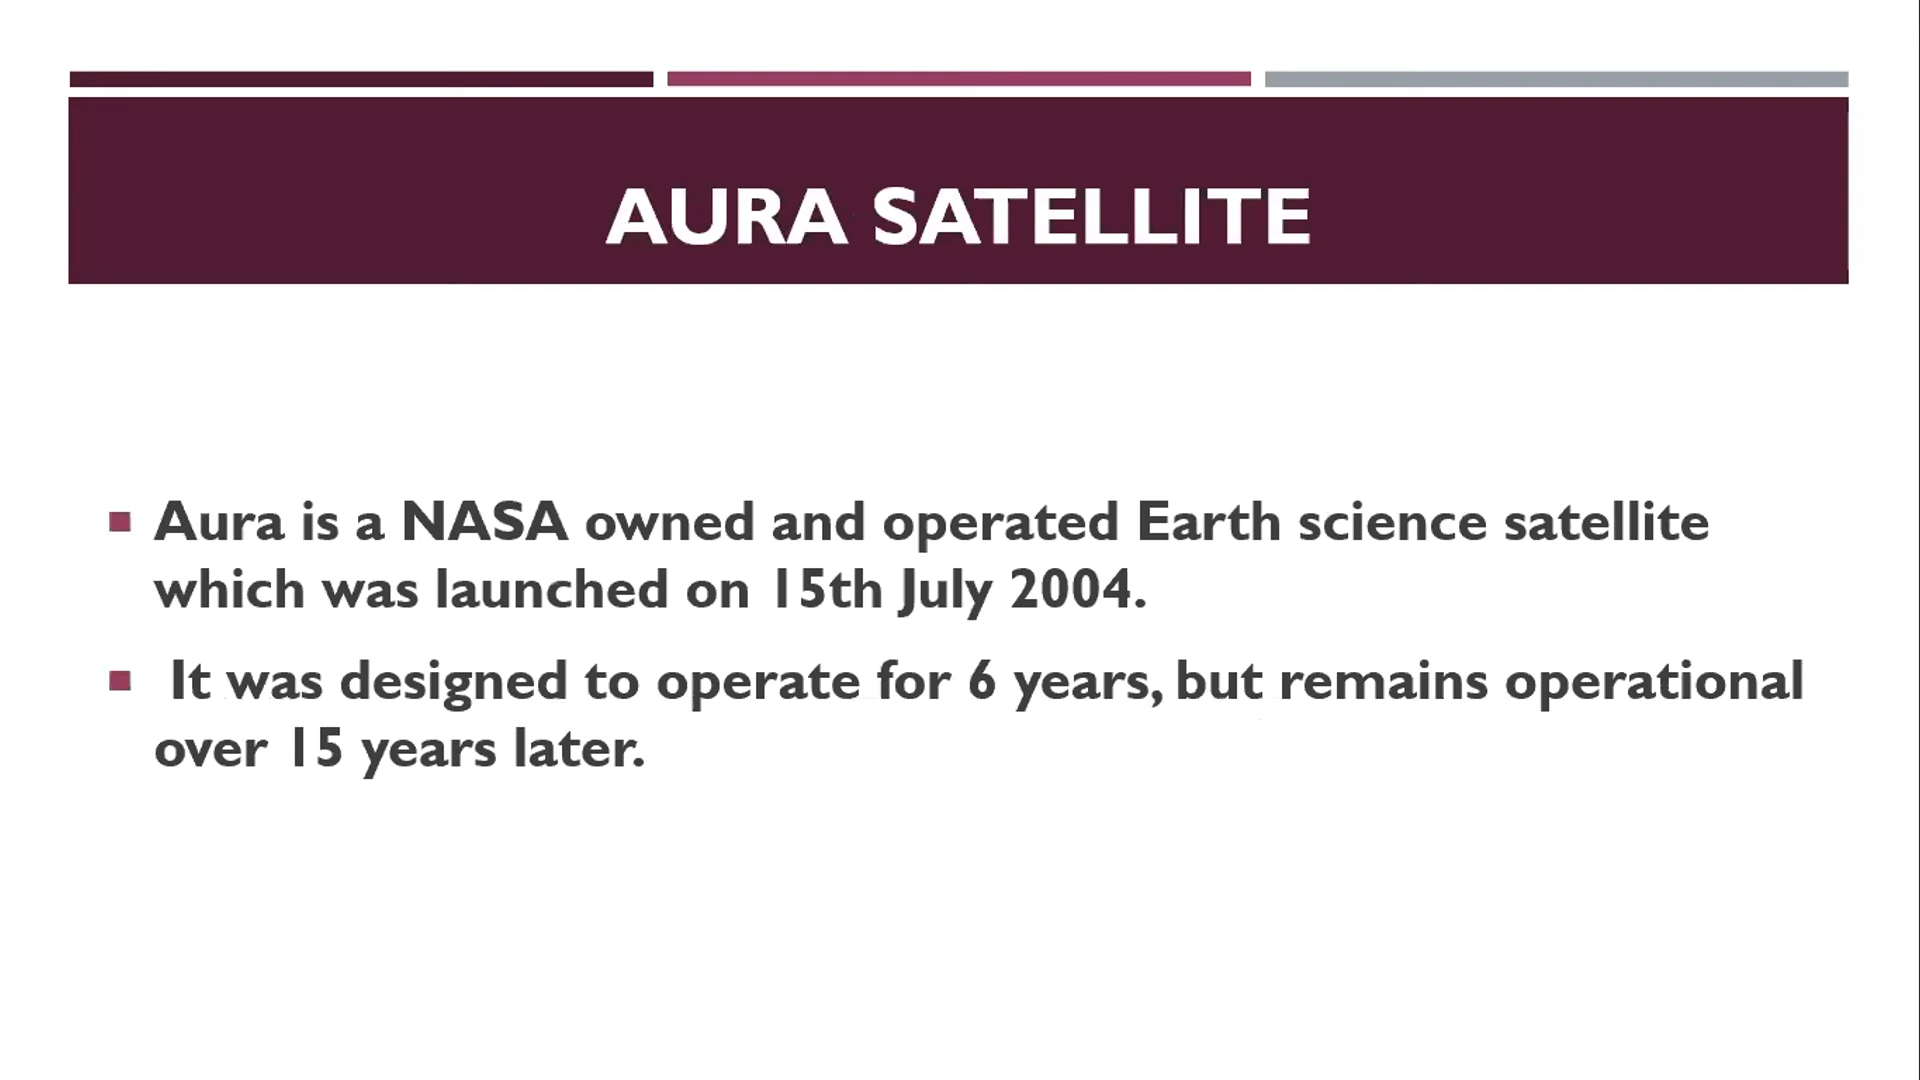 AURA SATELLITE
Aura is a NASA owned and operated Earth science satellite
which was launched on 15th July 2004.
It was designed to operate for 6 years, but remains operational
over 15 years later.